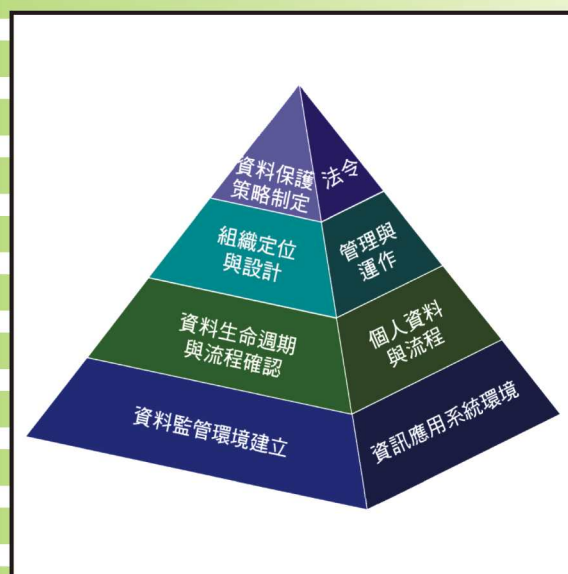 資料保護
策略制定
法令
組織定位
與設計
管理與
運作
資料生命週期
與流程確認
個人資料
與流程
資料監管環境建立
資訊應用系統環境